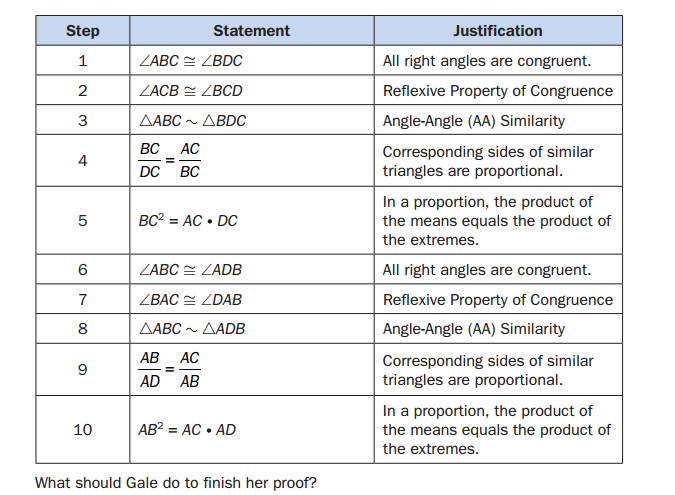 Step Statement Justification
1 ∠ABC ≅ ∠BDC All right angles are congruent.
2 ∠ACB ≅ ∠BCD Reflexive Property of Congruence
3 △ABC ~ △BDC Angle-Angle (AA) Similarity
4 BC/DC = AC/BC Corresponding sides of similar
triangles are proportional.
5 BC² = AC • DC In a proportion, the product of
the means equals the product of
the extremes.
6 ∠ABC ≅ ∠ADB All right angles are congruent.
7 ∠BAC ≅ ∠DAB Reflexive Property of Congruence
8 △ABC ~ △ADB Angle-Angle (AA) Similarity
9 AB/AD = AC/AB Corresponding sides of similar
triangles are proportional.
10 AB² = AC • AD In a proportion, the product of
the means equals the product of
the extremes.
What should Gale do to finish her proof?